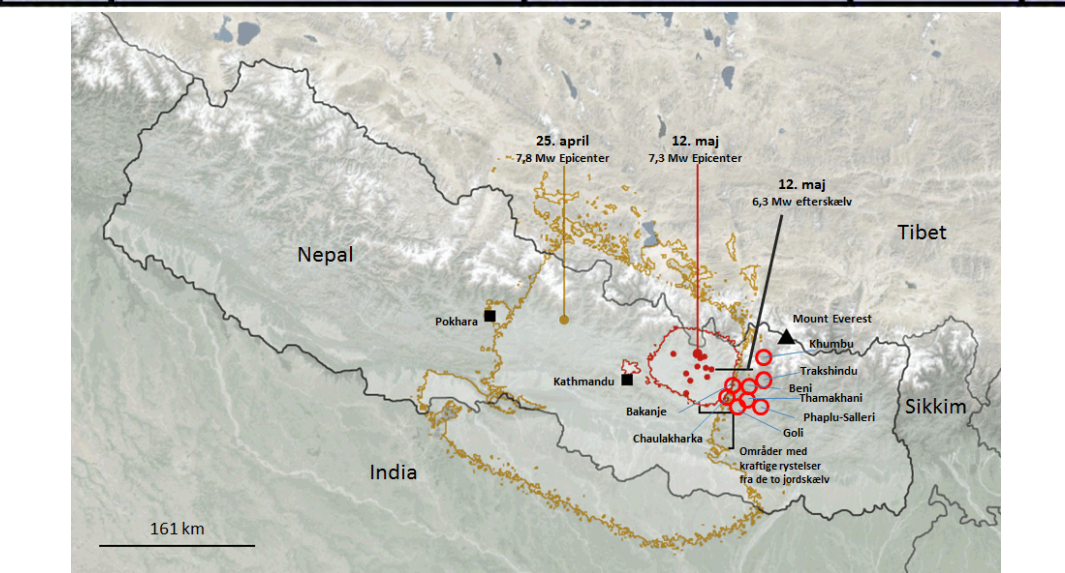 25. april
7,8 Mw Epicenter
12. maj
7,3 Mw Epicenter
12. maj
6,3 Mw efterskælv
Tibet
Nepal
Pokhara
Mount Everest
Khumbu
Kathmandu
Trakshindu
Beni
Thamakhani
Sikkim
Bakanje
Phaplu-Salleri
Goli
Chaulakharka
Områder med
kraftige rystelser
fra de to jordskælv
India
161 km